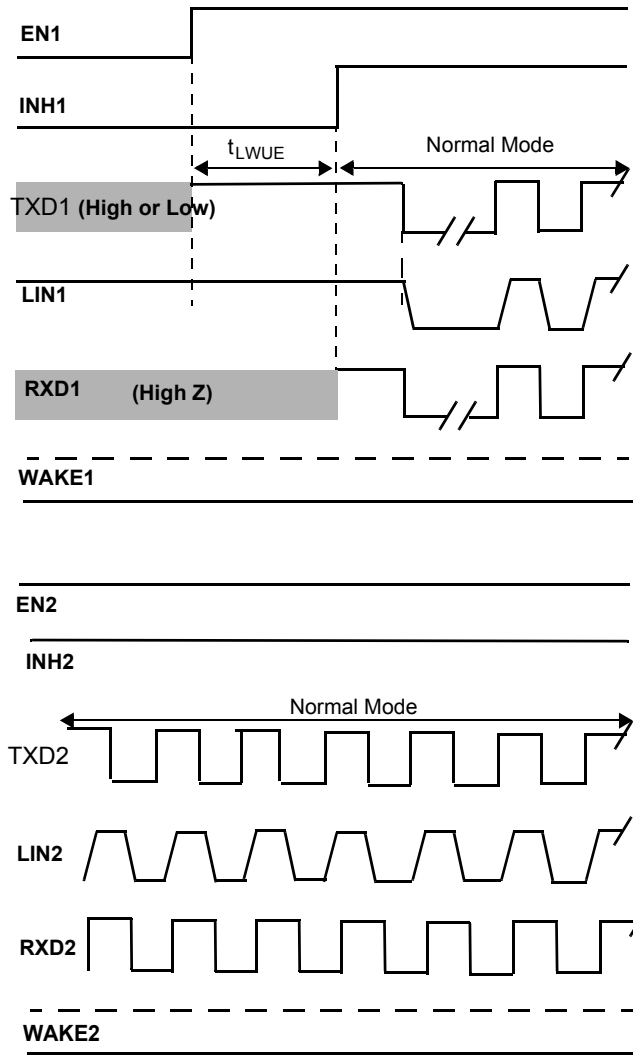 EN1
INH1
tLWUE
Normal Mode
TXD1 (High or Low)
LIN1
RXD1 (High Z)
WAKE1
EN2
INH2
Normal Mode
TXD2
LIN2
RXD2
WAKE2